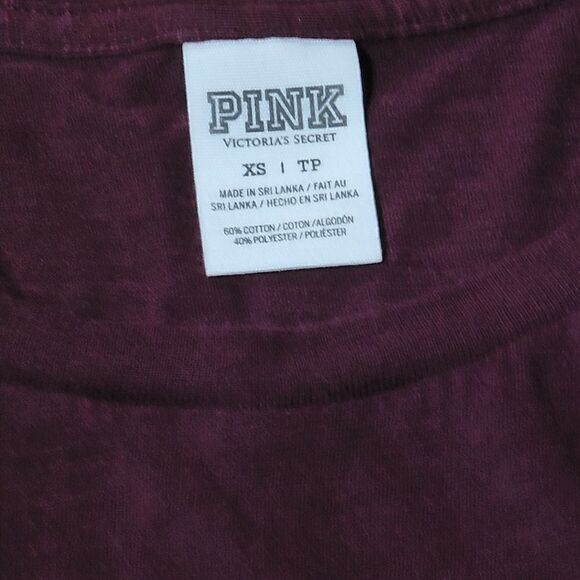 PINK
VICTORIA'S SECRET
XS | TP
MADE IN SRI LANKA / FAIT AU
SRI LANKA / HECHO EN SRI LANKA
60% COTTON / COTON / ALGODÓN
40% POLYESTER / POLIÉSTER